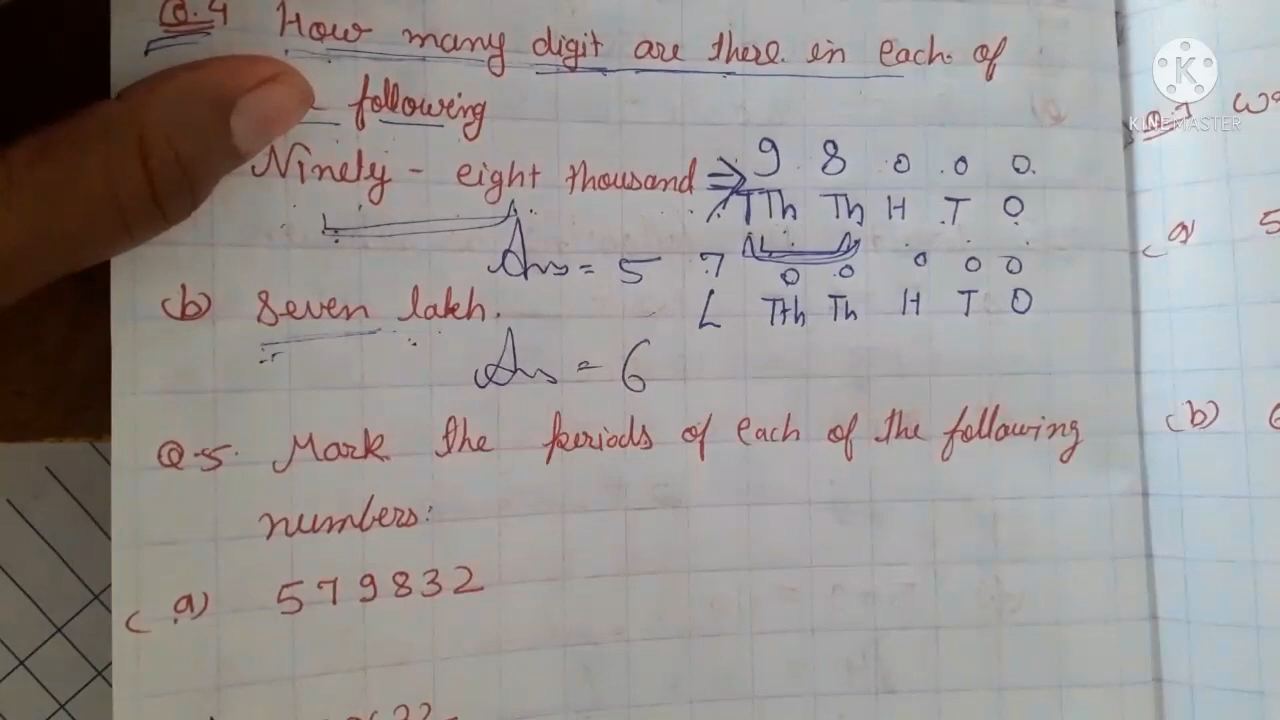 Q.4 How many digit are there in each of
following
Ninety-eight thousand ⇒ 9 8 0 0 0.
TTh Th H T O
Ans = 5 7 0 0 0 0 0
(b) Seven lakh. L Tth Th H T O
Ans = 6
Q.5. Mark the periods of each of the following
numbers:
(a) 579832
K
KINEMASTER
(a) 5
(b)